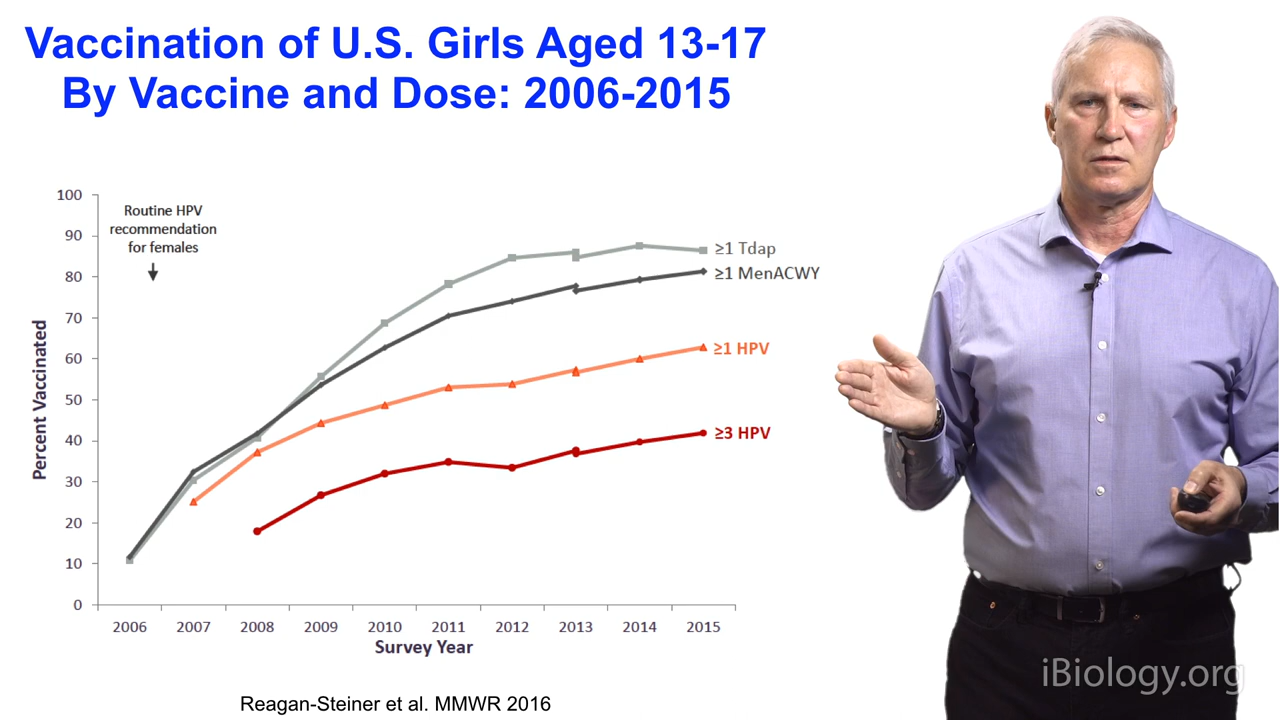 Vaccination of U.S. Girls Aged 13-17
By Vaccine and Dose: 2006-2015
Percent Vaccinated
100
90
80
70
60
50
40
30
20
10
0
Routine HPV
recommendation
for females
≥1 Tdap
≥1 MenACWY
≥1 HPV
≥3 HPV
2006 2007 2008 2009 2010 2011 2012 2013 2014 2015
Survey Year
Reagan-Steiner et al. MMWR 2016
iBiology.org